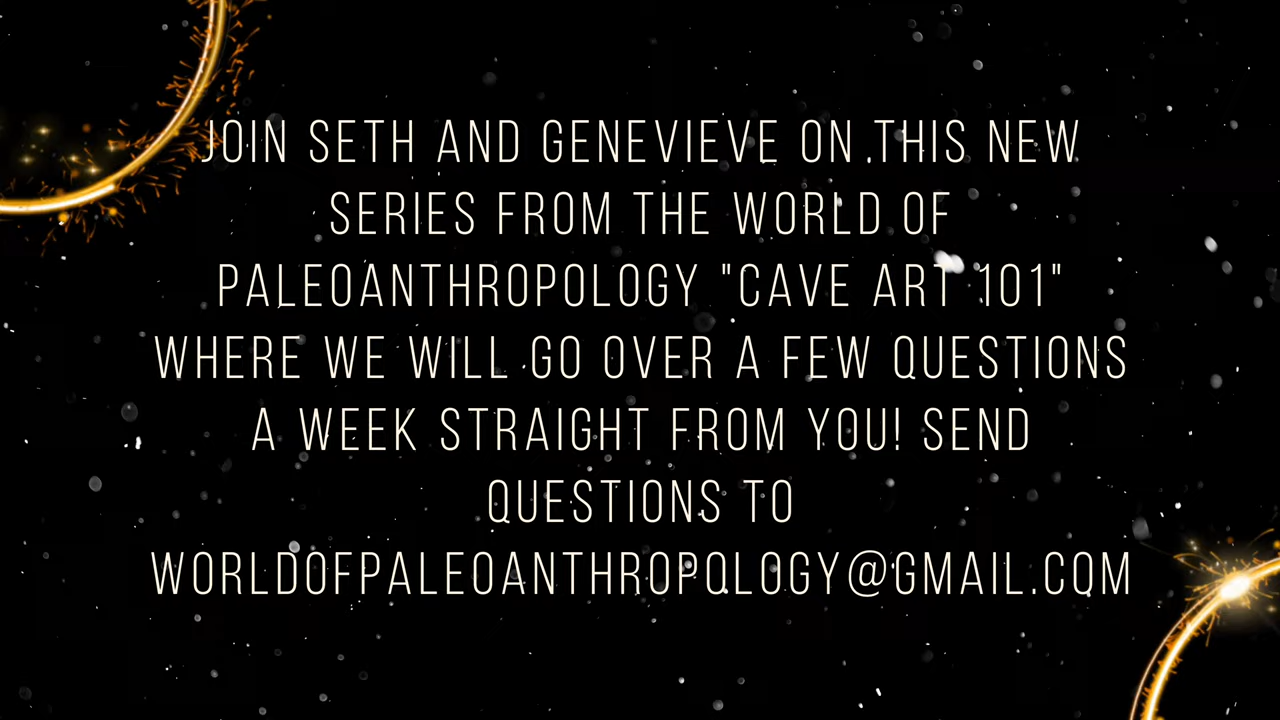 JOIN SETH AND GENEVIEVE ON THIS NEW
SERIES FROM THE WORLD OF
PALEOANTHROPOLOGY "CAVE ART 101"
WHERE WE WILL GO OVER A FEW QUESTIONS
A WEEK STRAIGHT FROM YOU! SEND
QUESTIONS TO
WORLDOFPALEOANTHROPOLOGY@GMAIL.COM